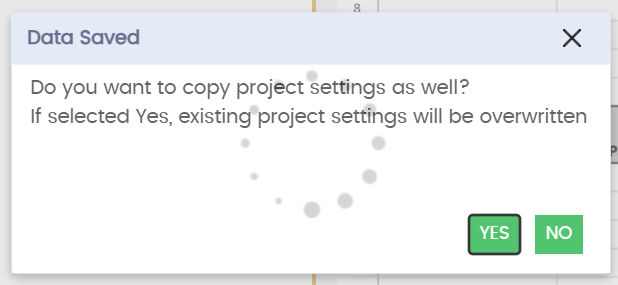 8
Data Saved
Do you want to copy project settings as well?
If selected Yes, existing project settings will be overwritten
P
YES
NO